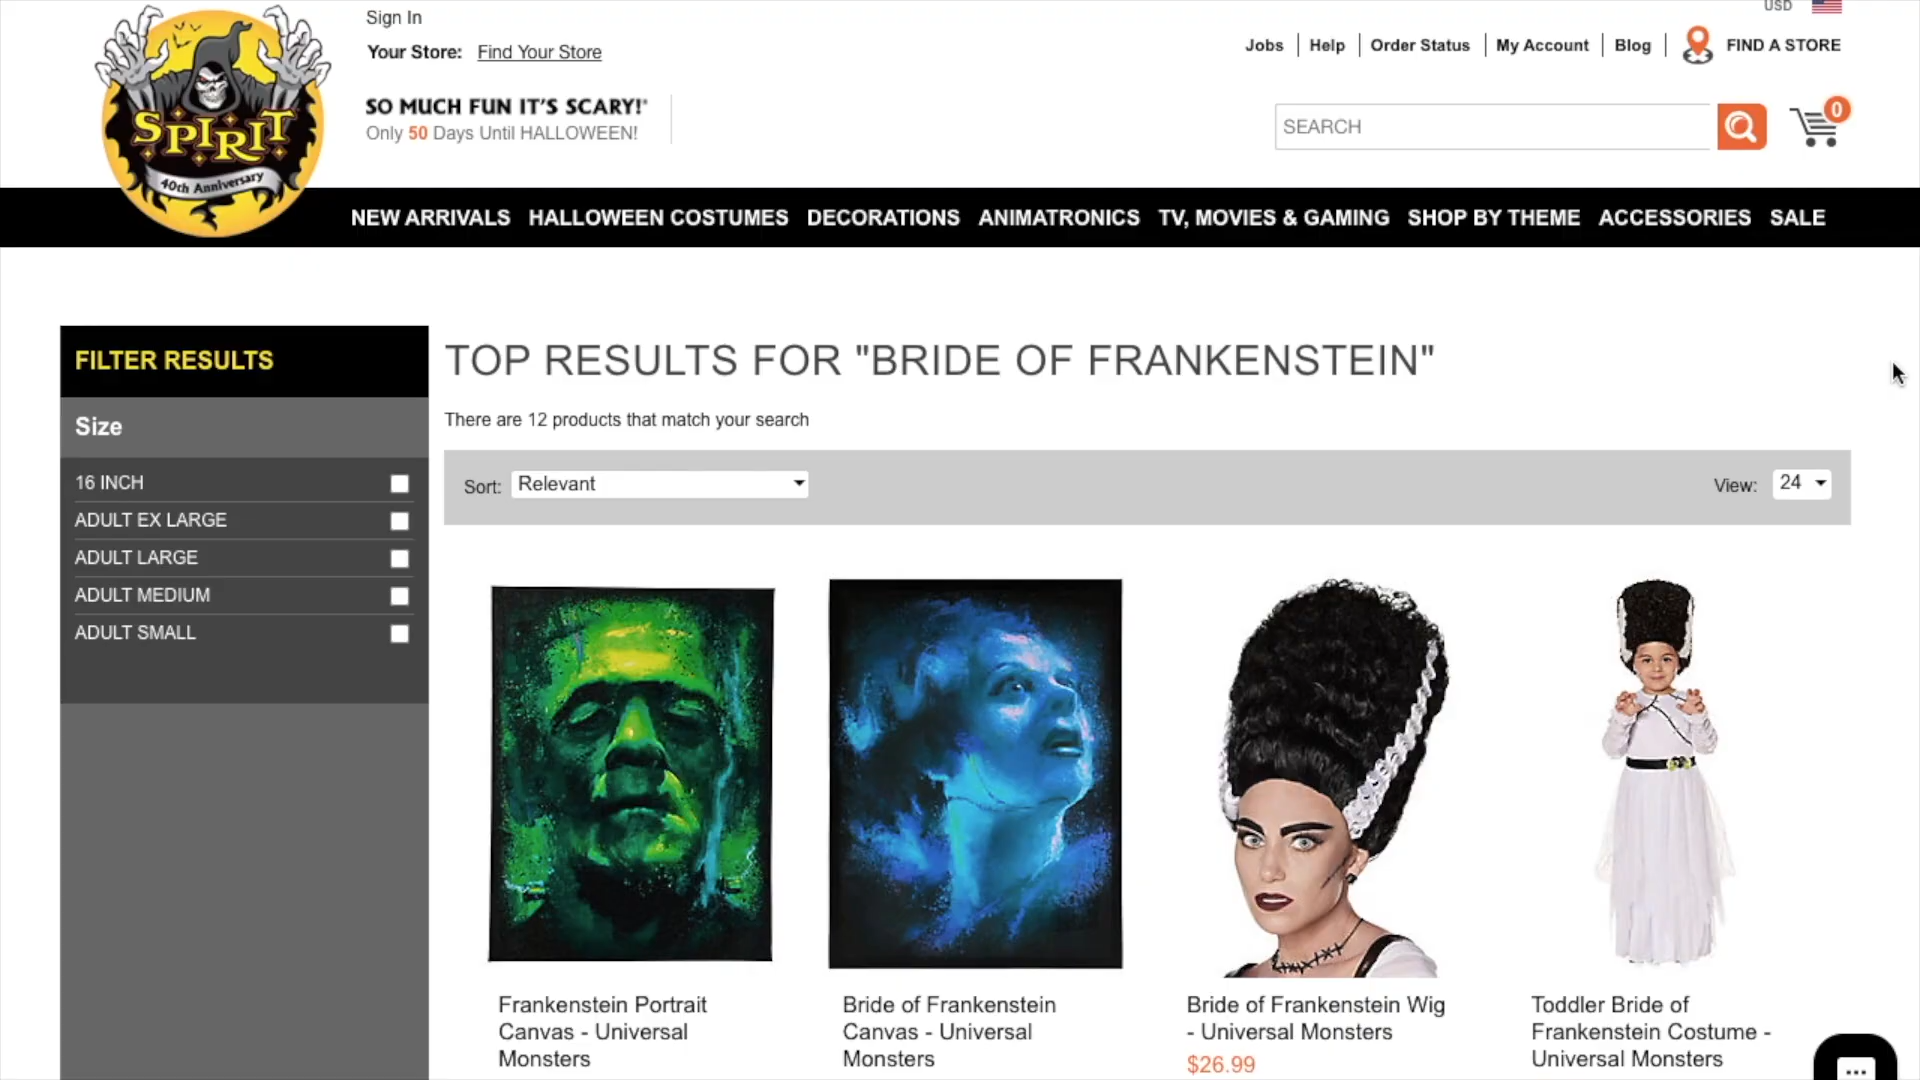 USD
Sign In
Your Store: Find Your Store
Jobs Help Order Status My Account Blog FIND A STORE
SPIRIT
40th Anniversary
SO MUCH FUN IT'S SCARY!®
Only 50 Days Until HALLOWEEN!
SEARCH
0
NEW ARRIVALS HALLOWEEN COSTUMES DECORATIONS ANIMATRONICS TV, MOVIES & GAMING SHOP BY THEME ACCESSORIES SALE
FILTER RESULTS
Size
16 INCH
ADULT EX LARGE
ADULT LARGE
ADULT MEDIUM
ADULT SMALL
TOP RESULTS FOR "BRIDE OF FRANKENSTEIN"
There are 12 products that match your search
Sort: Relevant
View: 24
Frankenstein Portrait
Canvas - Universal
Monsters
Bride of Frankenstein
Canvas - Universal
Monsters
Bride of Frankenstein Wig
- Universal Monsters
$26.99
Toddler Bride of
Frankenstein Costume -
Universal Monsters